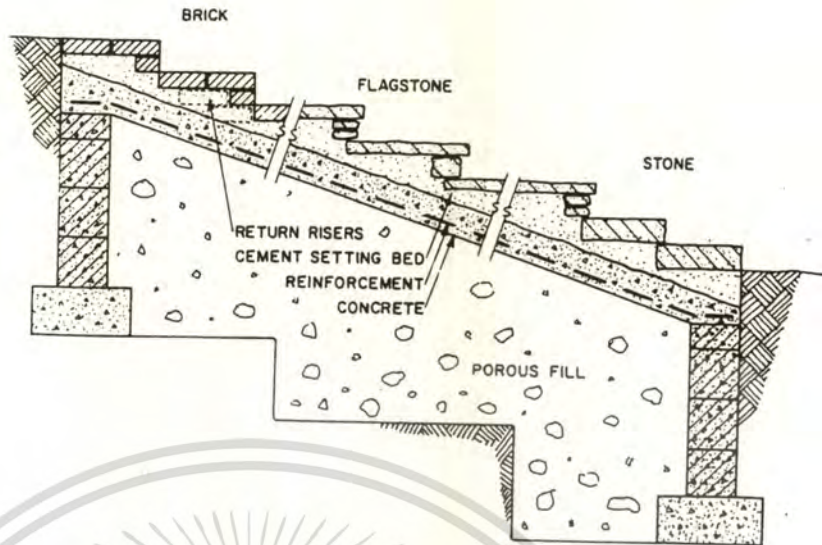 BRICK
FLAGSTONE
STONE
RETURN RISERS
CEMENT SETTING BED
REINFORCEMENT
CONCRETE
POROUS FILL